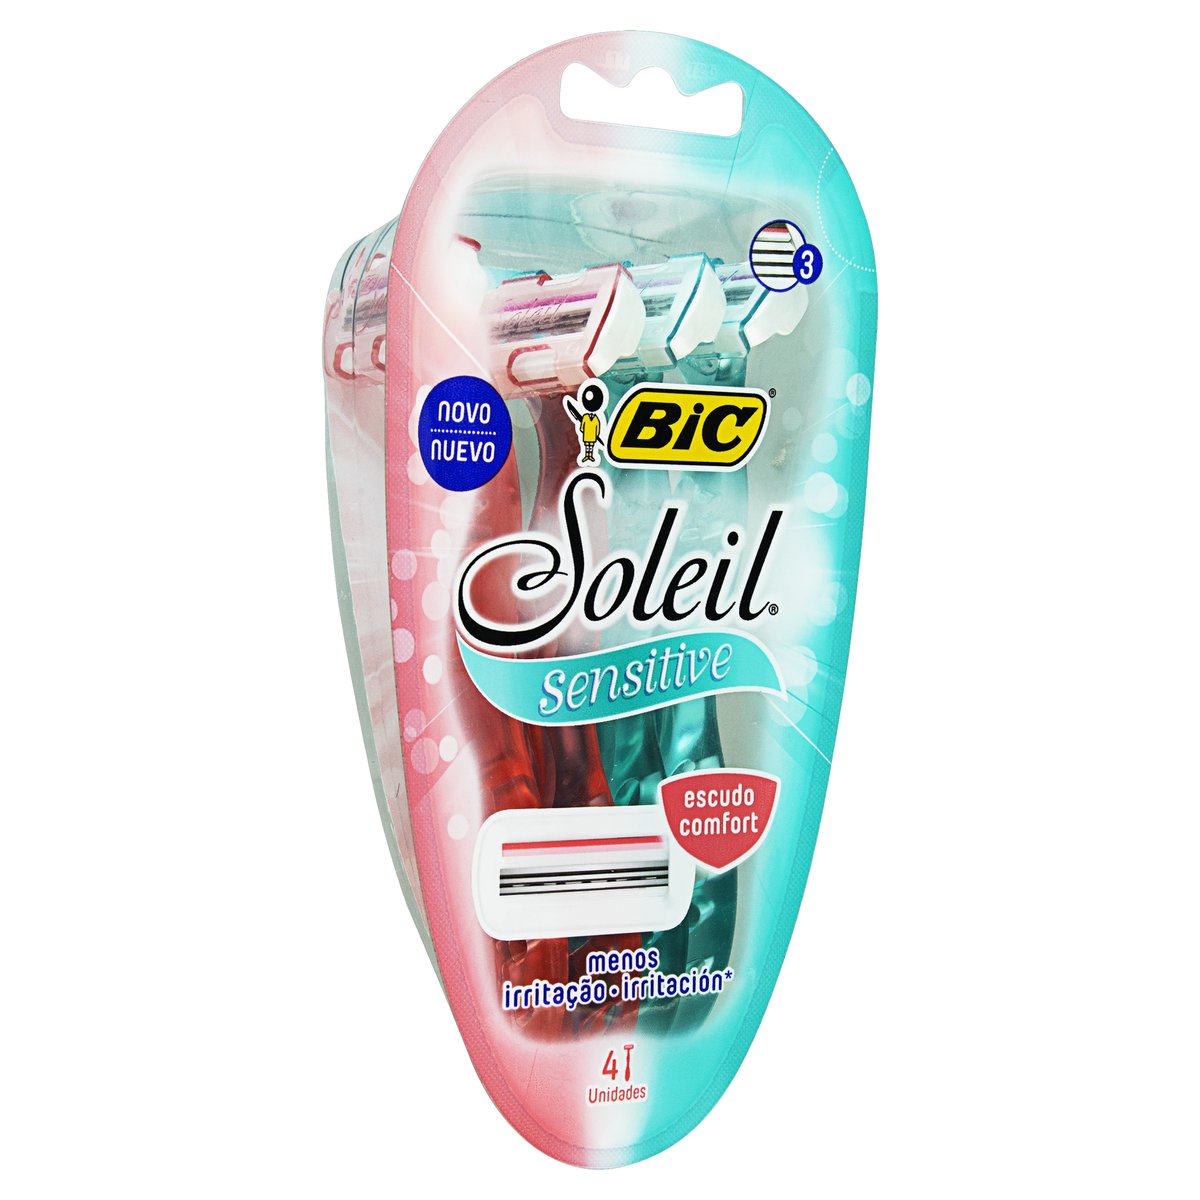 3
NOVO
NUEVO
BiC®
Soleil®
sensitive
escudo
comfort
menos
irritação • irritación*
4
Unidades